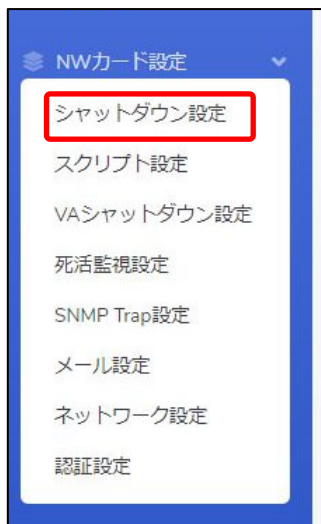 NWカード設定
シャットダウン設定
スクリプト設定
VAシャットダウン設定
死活監視設定
SNMP Trap設定
メール設定
ネットワーク設定
認証設定